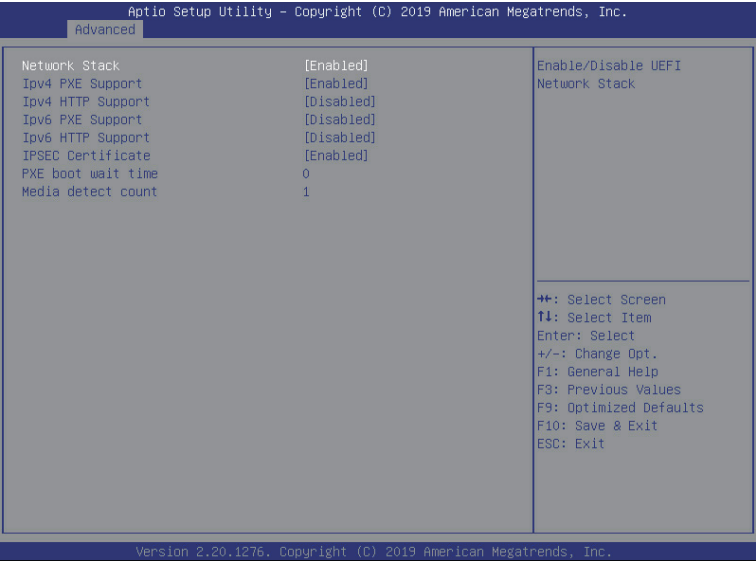 Aptio Setup Utility – Copyright (C) 2019 American Megatrends, Inc.
Advanced
Network Stack [Enabled]
Ipv4 PXE Support [Enabled]
Ipv4 HTTP Support [Disabled]
Ipv6 PXE Support [Disabled]
Ipv6 HTTP Support [Disabled]
IPSEC Certificate [Enabled]
PXE boot wait time 0
Media detect count 1
Enable/Disable UEFI
Network Stack
→←: Select Screen
↑↓: Select Item
Enter: Select
+/-: Change Opt.
F1: General Help
F3: Previous Values
F9: Optimized Defaults
F10: Save & Exit
ESC: Exit
Version 2.20.1276. Copyright (C) 2019 American Megatrends, Inc.